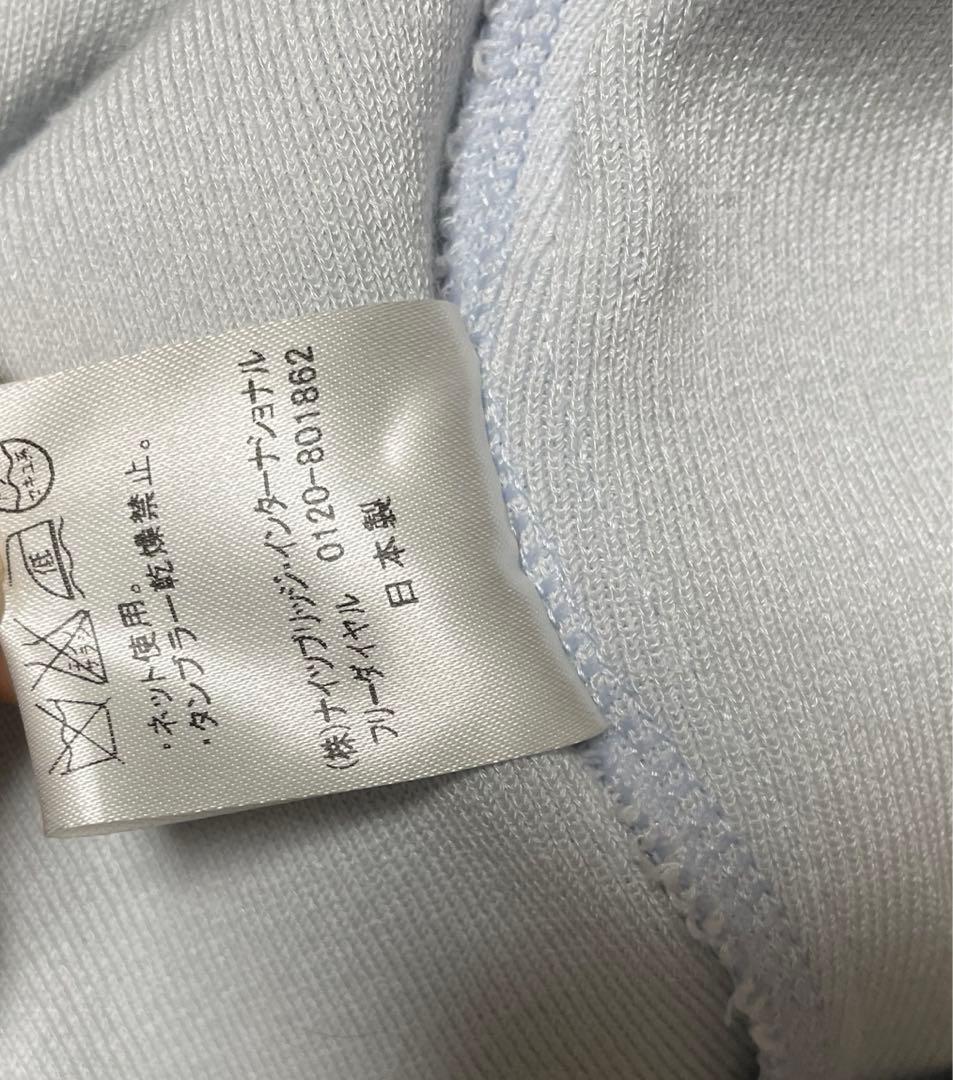 低
・ネット使用。
・タンブラー乾燥禁止。
(株)ナイツブリッジ・インターナショナル
フリーダイヤル 0120-801862
日本製